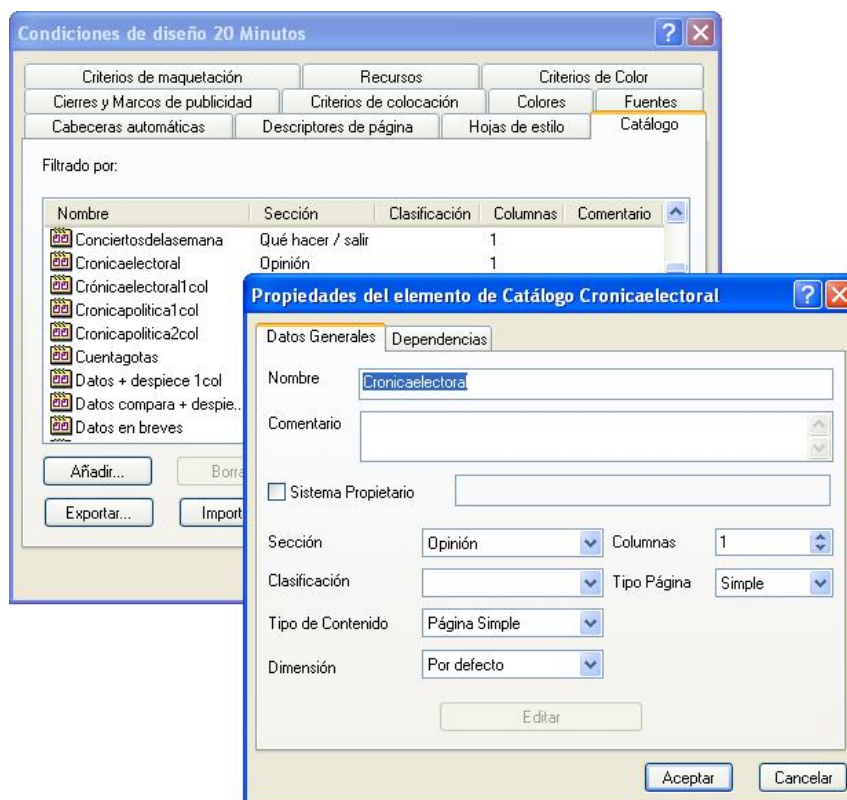 Condiciones de diseño 20 Minutos
Criterios de maquetación Recursos Criterios de Color
Cierres y Marcos de publicidad Criterios de colocación Colores Fuentes
Cabeceras automáticas Descriptores de página Hojas de estilo Catálogo
Filtrado por:
Nombre Sección Clasificación Columnas Comentario
Conciertosdelasemana Qué hacer / salir 1
Cronicaelectoral Opinión 1
Crónicaelectoral1col
Cronicapolitica1col
Cronicapolitica2col
Cuentagotas
Datos + despiece 1col
Datos compara + despie...
Datos en breves
Añadir... Borra
Exportar... Import
Propiedades del elemento de Catálogo Cronicaelectoral
Datos Generales Dependencias
Nombre Cronicaelectoral
Comentario
Sistema Propietario
Sección Opinión Columnas 1
Clasificación Tipo Página Simple
Tipo de Contenido Página Simple
Dimensión Por defecto
Editar
Aceptar Cancelar